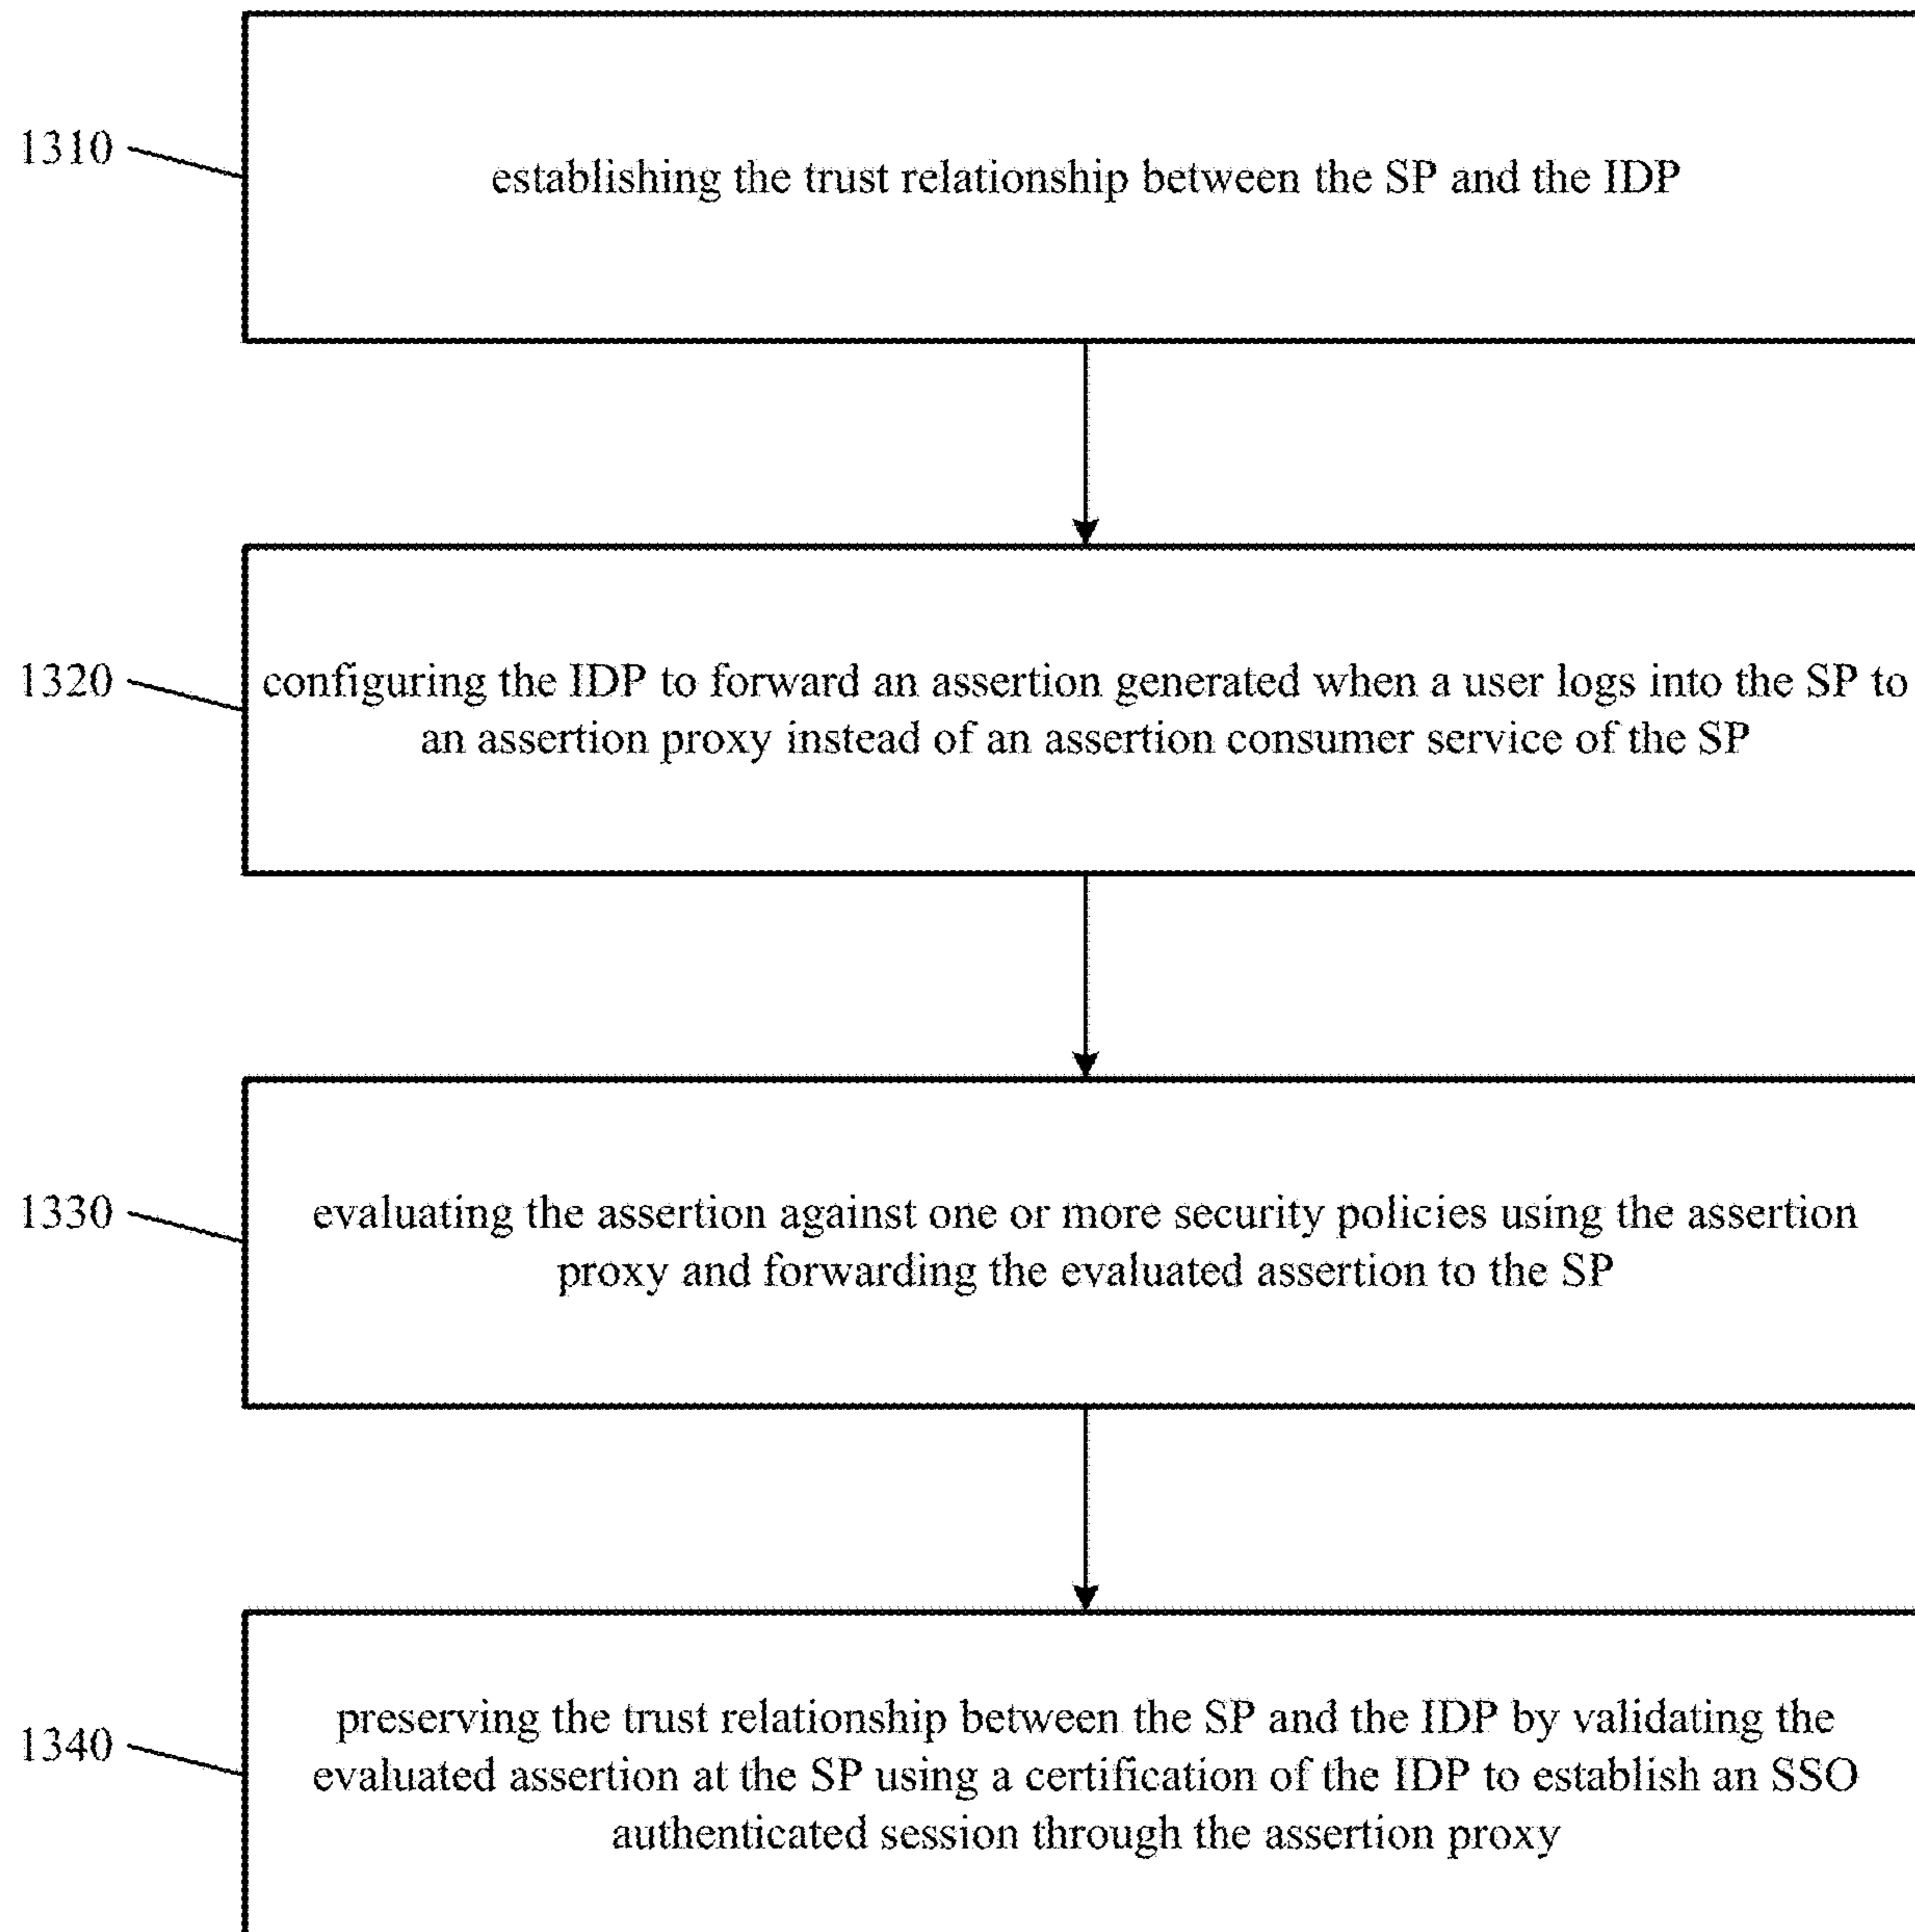 1310
establishing the trust relationship between the SP and the IDP
1320
configuring the IDP to forward an assertion generated when a user logs into the SP to
an assertion proxy instead of an assertion consumer service of the SP
1330
evaluating the assertion against one or more security policies using the assertion
proxy and forwarding the evaluated assertion to the SP
1340
preserving the trust relationship between the SP and the IDP by validating the
evaluated assertion at the SP using a certification of the IDP to establish an SSO
authenticated session through the assertion proxy